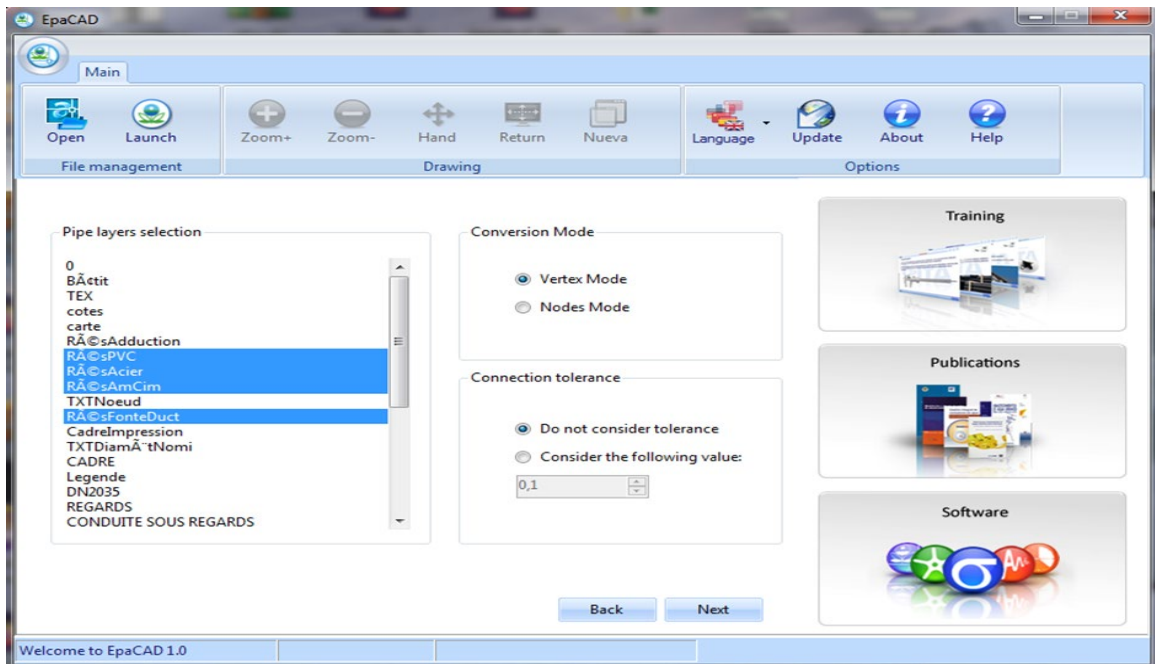 EpaCAD
Main
Open Launch Zoom+ Zoom- Hand Return Nueva Language Update About Help
File management Drawing Options
Pipe layers selection
0
BÃ¢tit
TEX
cotes
carte
RÃ©sAdduction
RÃ©sPVC
RÃ©sAcier
RÃ©sAmCim
TXTNoeud
RÃ©sFonteDuct
CadreImpression
TXTDiamÃ¨tNomi
CADRE
Legende
DN2035
REGARDS
CONDUITE SOUS REGARDS
Conversion Mode
Vertex Mode
Nodes Mode
Connection tolerance
Do not consider tolerance
Consider the following value:
0,1
Back Next
Training
Publications
Software
Welcome to EpaCAD 1.0